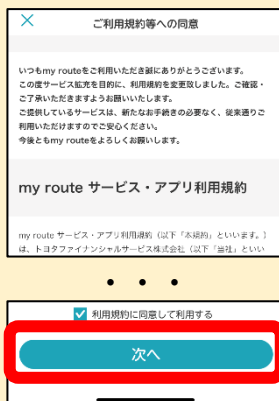 ご利用規約等への同意
いつもmy routeをご利用いただき誠にありがとうございます。
この度サービス拡充を目的に、利用規約を変更致しました。ご確認・
ご了承いただきますようお願いいたします。
ご提供しているサービスは、新たなお手続きの必要なく、従来通りご
利用いただけますのでご安心ください。
今後ともmy routeをよろしくお願いします。
my route サービス・アプリ利用規約
my route サービス・アプリ利用規約（以下「本規約」といいます。）
は、トヨタファイナンシャルサービス株式会社（以下「当社」といい
• • •
利用規約に同意して利用する
次へ